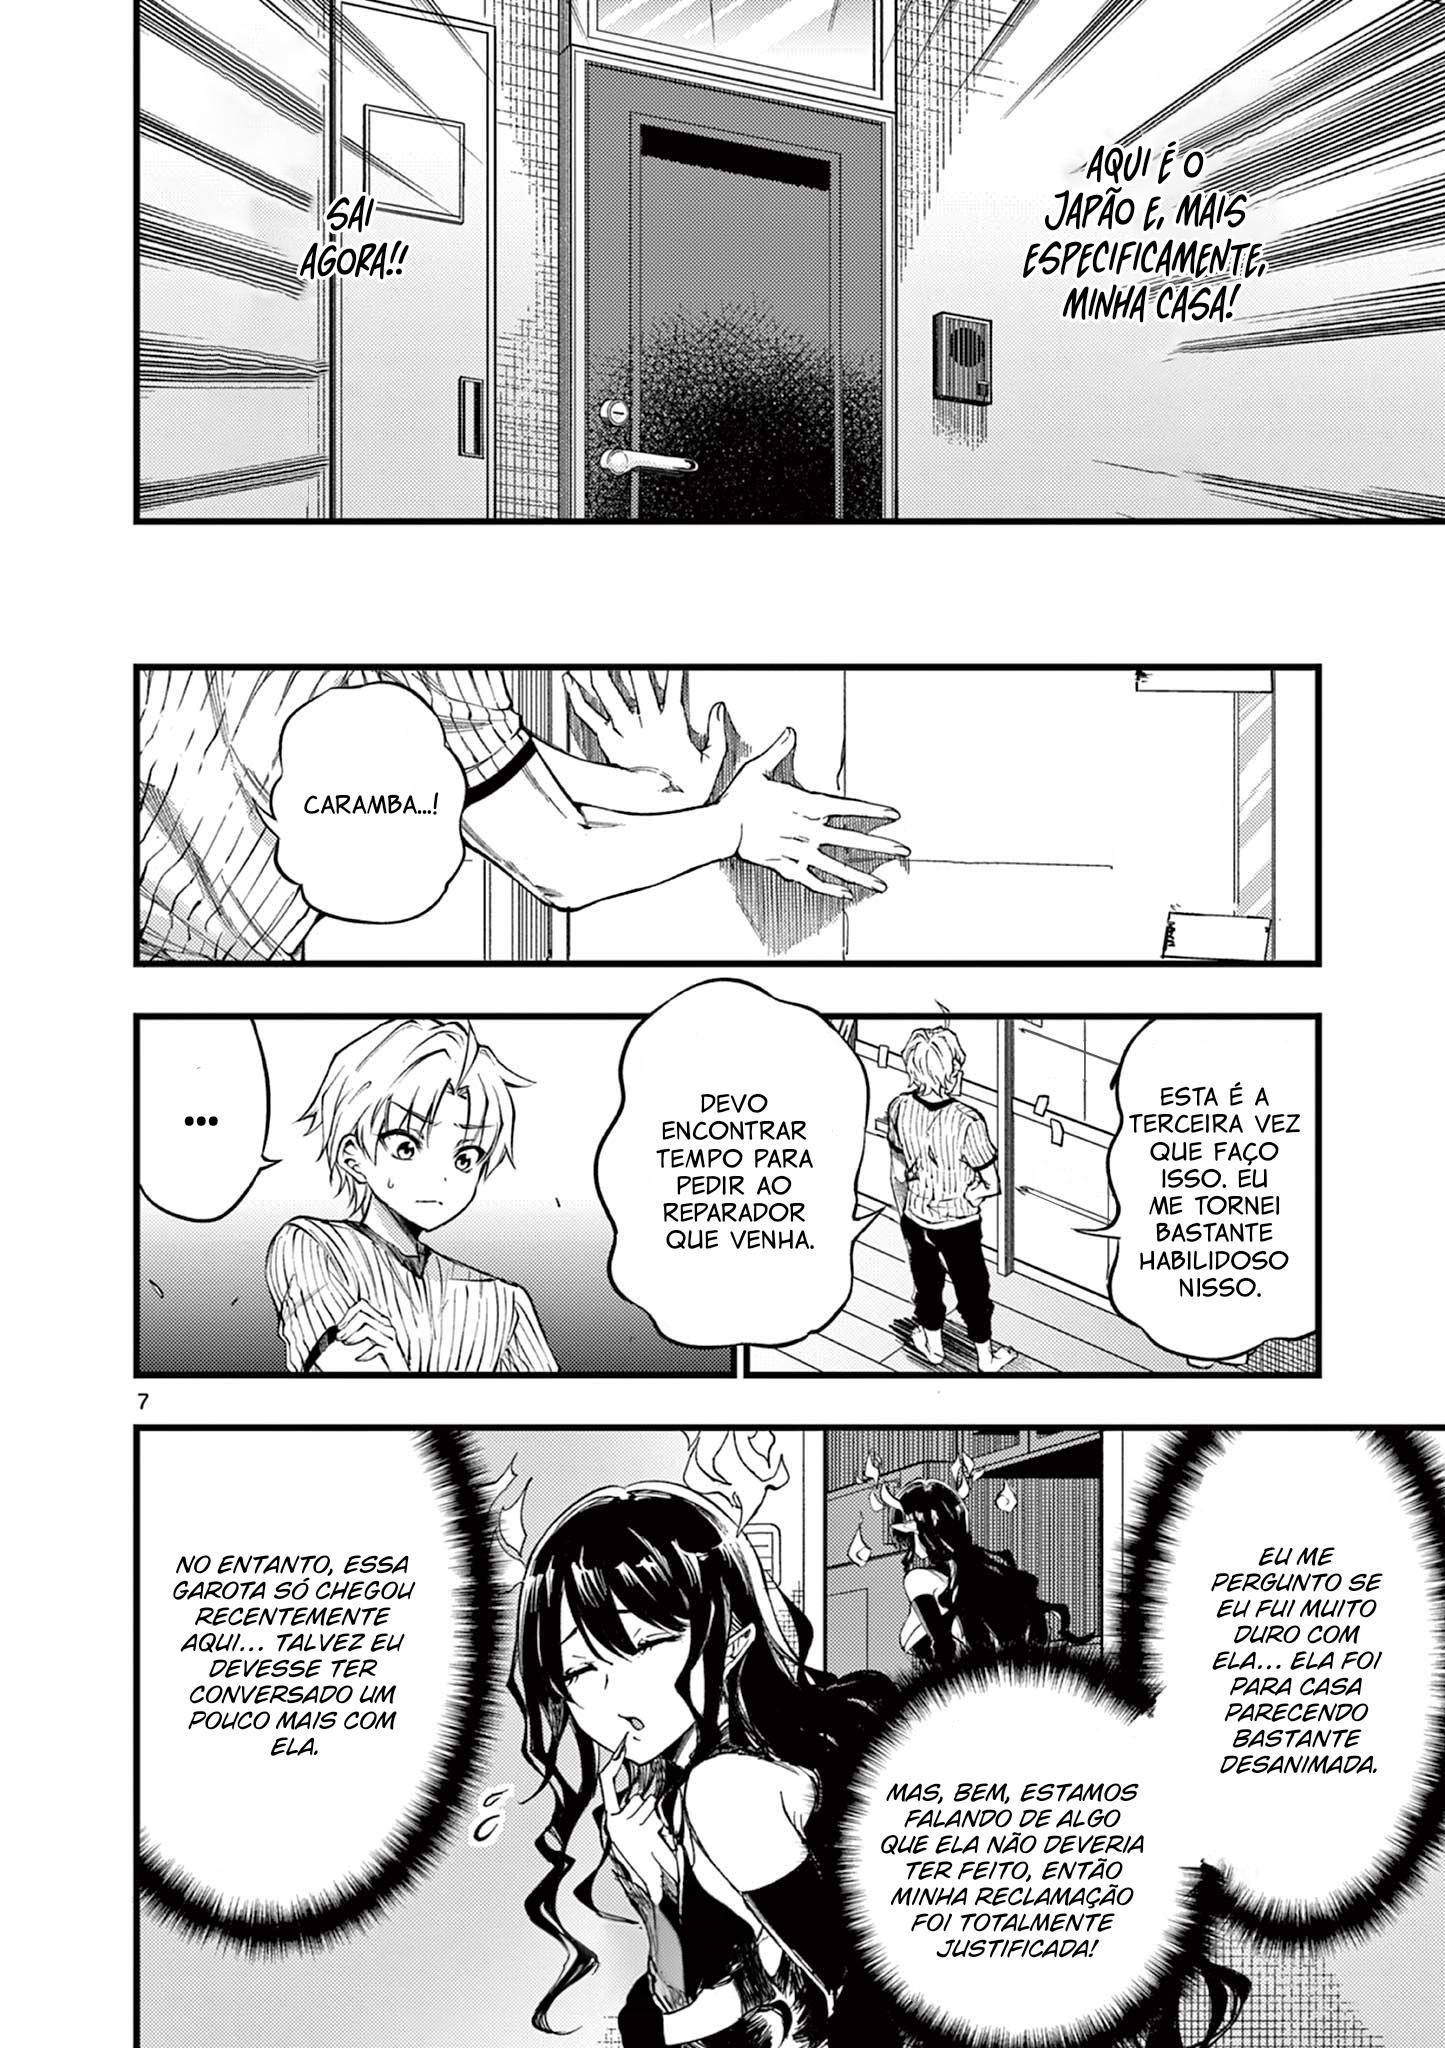 AQUI É O
JAPÃO E, MAIS
ESPECIFICAMENTE,
MINHA CASA!
SAI
AGORA!!
CARAMBA...!
ESTA É A
TERCEIRA VEZ
QUE FAÇO
ISSO. EU
ME TORNEI
BASTANTE
HABILIDOSO
NISSO.
DEVO
ENCONTRAR
TEMPO PARA
PEDIR AO
REPARADOR
QUE VENHA.
...
7
EU ME
PERGUNTO SE
EU FUI MUITO
DURO COM
ELA... ELA FOI
PARA CASA
PARECENDO
BASTANTE
DESANIMADA.
MAS, BEM, ESTAMOS
FALANDO DE ALGO
QUE ELA NÃO DEVERIA
TER FEITO, ENTÃO
MINHA RECLAMAÇÃO
FOI TOTALMENTE
JUSTIFICADA!
NO ENTANTO, ESSA
GAROTA SÓ CHEGOU
RECENTEMENTE
AQUI... TALVEZ EU
DEVESSE TER
CONVERSADO UM
POUCO MAIS COM
ELA.